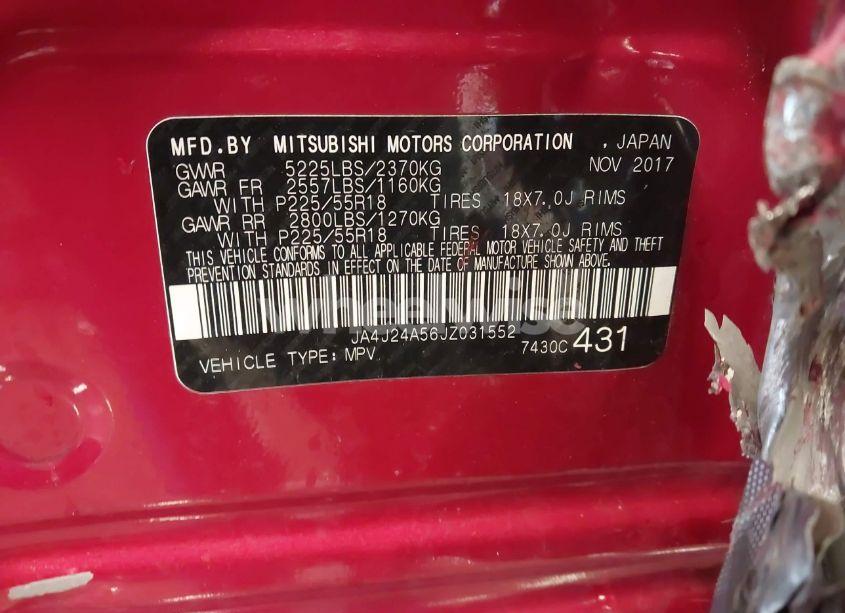 MFD.BY MITSUBISHI MOTORS CORPORATION , JAPAN
GVWR 5225LBS/2370KG NOV 2017
GAWR FR 2557LBS/1160KG
WITH P225/55R18 TIRES 18X7.0J RIMS
GAWR RR 2800LBS/1270KG
WITH P225/55R18 TIRES 18X7.0J RIMS
THIS VEHICLE CONFORMS TO ALL APPLICABLE FEDERAL MOTOR VEHICLE SAFETY AND THEFT
PREVENTION STANDARDS IN EFFECT ON THE DATE OF MANUFACTURE SHOWN ABOVE.
wheelwise
JA4J24A56JZ031552
VEHICLE TYPE: MPV 7430C 431